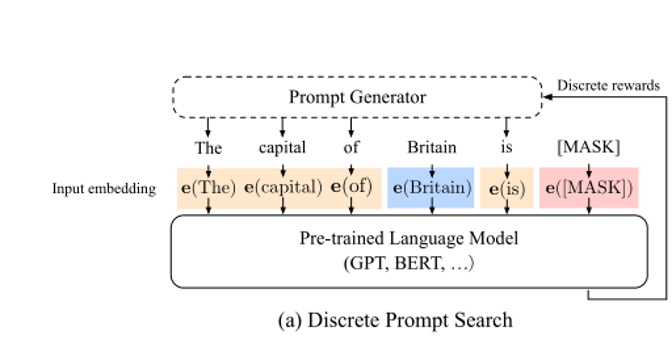 Discrete rewards
Prompt Generator
The capital of Britain is [MASK]
Input embedding e(The) e(capital) e(of) e(Britain) e(is) e([MASK])
Pre-trained Language Model
(GPT, BERT, …)
(a) Discrete Prompt Search